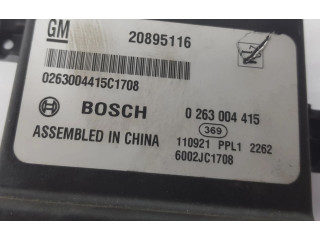 GM 20895116
0263004415C1708
BOSCH 0 263 004 415
369
ASSEMBLED IN CHINA 110921 PPL1 2262
6002JC1708